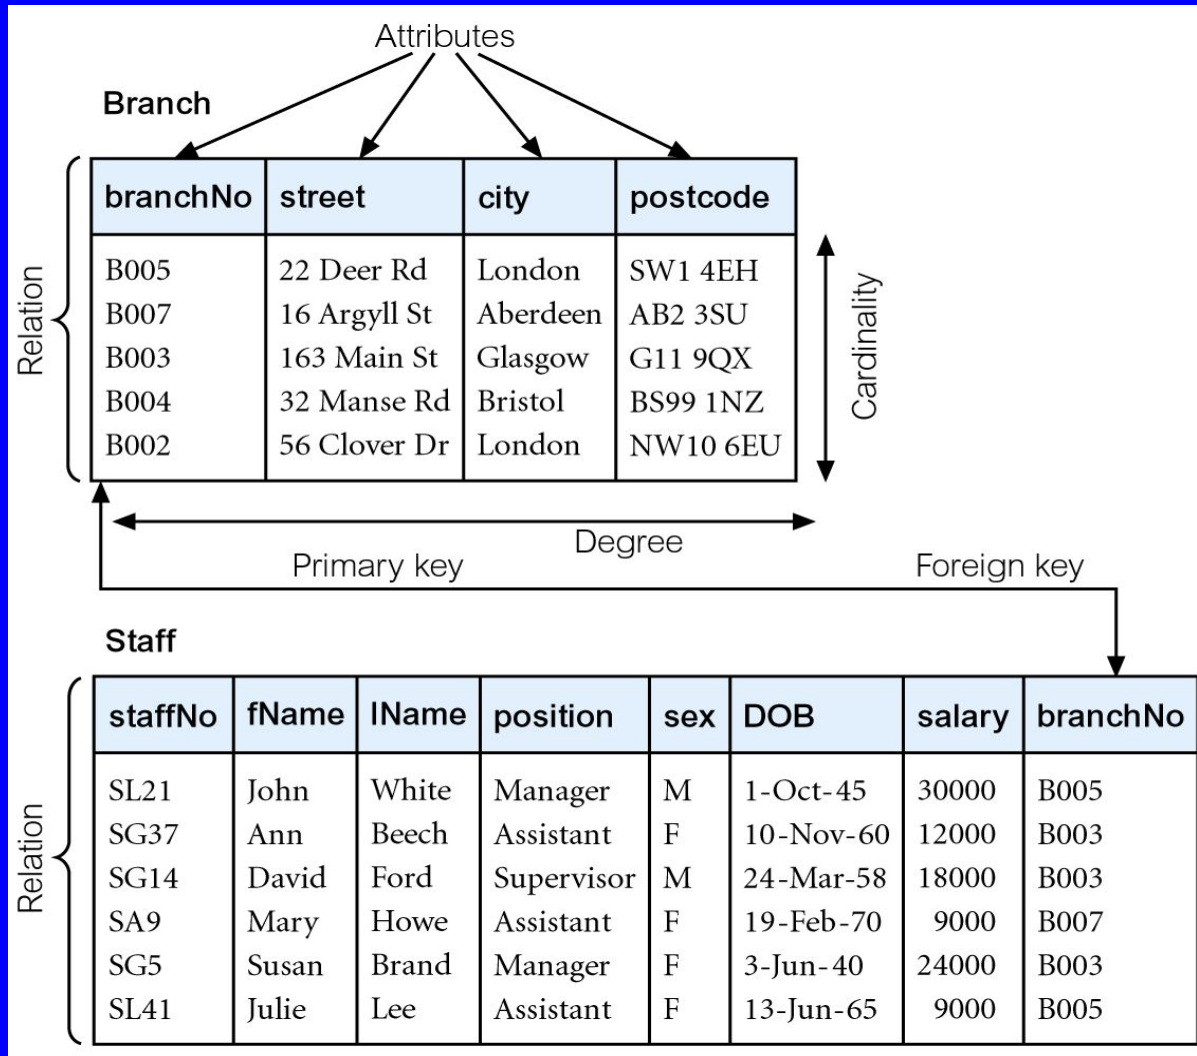 Attributes
Branch
branchNo street city postcode
B005 22 Deer Rd London SW1 4EH
B007 16 Argyll St Aberdeen AB2 3SU
B003 163 Main St Glasgow G11 9QX
B004 32 Manse Rd Bristol BS99 1NZ
B002 56 Clover Dr London NW10 6EU
Relation
Cardinality
Degree
Primary key Foreign key
Staff
staffNo fName lName position sex DOB salary branchNo
SL21 John White Manager M 1-Oct-45 30000 B005
SG37 Ann Beech Assistant F 10-Nov-60 12000 B003
SG14 David Ford Supervisor M 24-Mar-58 18000 B003
SA9 Mary Howe Assistant F 19-Feb-70 9000 B007
SG5 Susan Brand Manager F 3-Jun-40 24000 B003
SL41 Julie Lee Assistant F 13-Jun-65 9000 B005
Relation